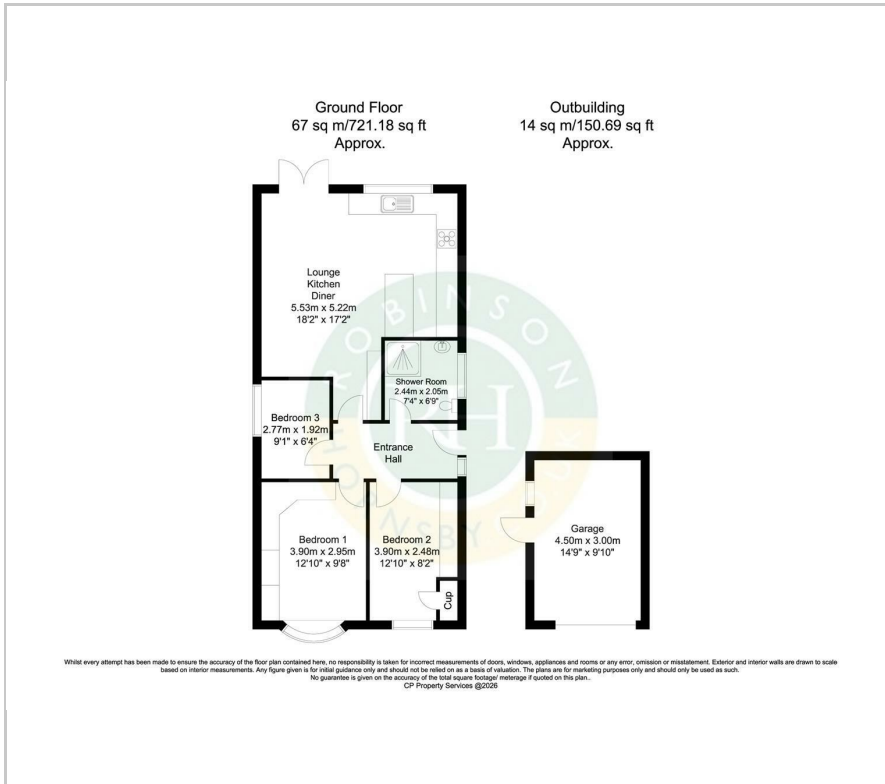 Ground Floor
67 sq m/721.18 sq ft
Approx.
Outbuilding
14 sq m/150.69 sq ft
Approx.
Lounge
Kitchen
Diner
5.53m x 5.22m
18'2" x 17'2"
Shower Room
2.44m x 2.05m
7'4" x 6'9"
Bedroom 3
2.77m x 1.92m
9'1" x 6'4"
Entrance
Hall
Bedroom 1
3.90m x 2.95m
12'10" x 9'8"
Bedroom 2
3.90m x 2.48m
12'10" x 8'2"
Cup
Garage
4.50m x 3.00m
14'9" x 9'10"
ROBINSON
HORNSBY
RH
Whilst every attempt has been made to ensure the accuracy of the floor plan contained here, no responsibility is taken for incorrect measurements of doors, windows, appliances and rooms or any error, omission or misstatement. Exterior and interior walls are drawn to scale
based on interior measurements. Any figure given is for initial guidance only and should not be relied on as a basis of valuation. The plans are for marketing purposes only and should only be used as such.
No guarantee is given on the accuracy of the total square footage/ meterage if quoted on this plan..
CP Property Services @2026